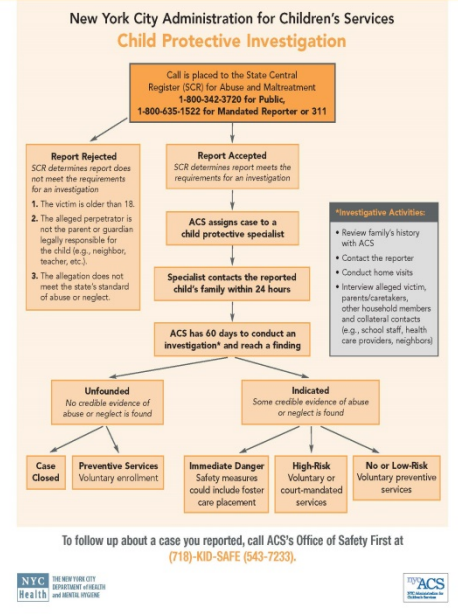 New York City Administration for Children's Services
Child Protective Investigation
Call is placed to the State Central
Register (SCR) for Abuse and Maltreatment
1-800-342-3720 for Public,
1-800-635-1522 for Mandated Reporter or 311
Report Rejected
SCR determines report does
not meet the requirements
for an investigation
1. The victim is older than 18.
2. The alleged perpetrator is
not the parent or guardian
legally responsible for
the child (e.g., neighbor,
teacher, etc.).
3. The allegation does not
meet the state's standard
of abuse or neglect.
Report Accepted
SCR determines report meets the
requirements for an investigation
ACS assigns case to a
child protective specialist
Specialist contacts the reported
child's family within 24 hours
ACS has 60 days to conduct an
investigation* and reach a finding
*Investigative Activities:
• Review family's history
with ACS
• Contact the reporter
• Conduct home visits
• Interview alleged victim,
parents/caretakers,
other household members
and collateral contacts
(e.g., school staff, health
care providers, neighbors)
Unfounded
No credible evidence of
abuse or neglect is found
Indicated
Some credible evidence of abuse
or neglect is found
Case
Closed
Preventive Services
Voluntary enrollment
Immediate Danger
Safety measures
could include foster
care placement
High-Risk
Voluntary or
court-mandated
services
No or Low-Risk
Voluntary preventive
services
To follow up about a case you reported, call ACS's Office of Safety First at
(718)-KID-SAFE (543-7233).
NYC
Health
THE NEW YORK CITY
DEPARTMENT of HEALTH
and MENTAL HYGIENE
nyc ACS
NYC Administration for
Children's Services